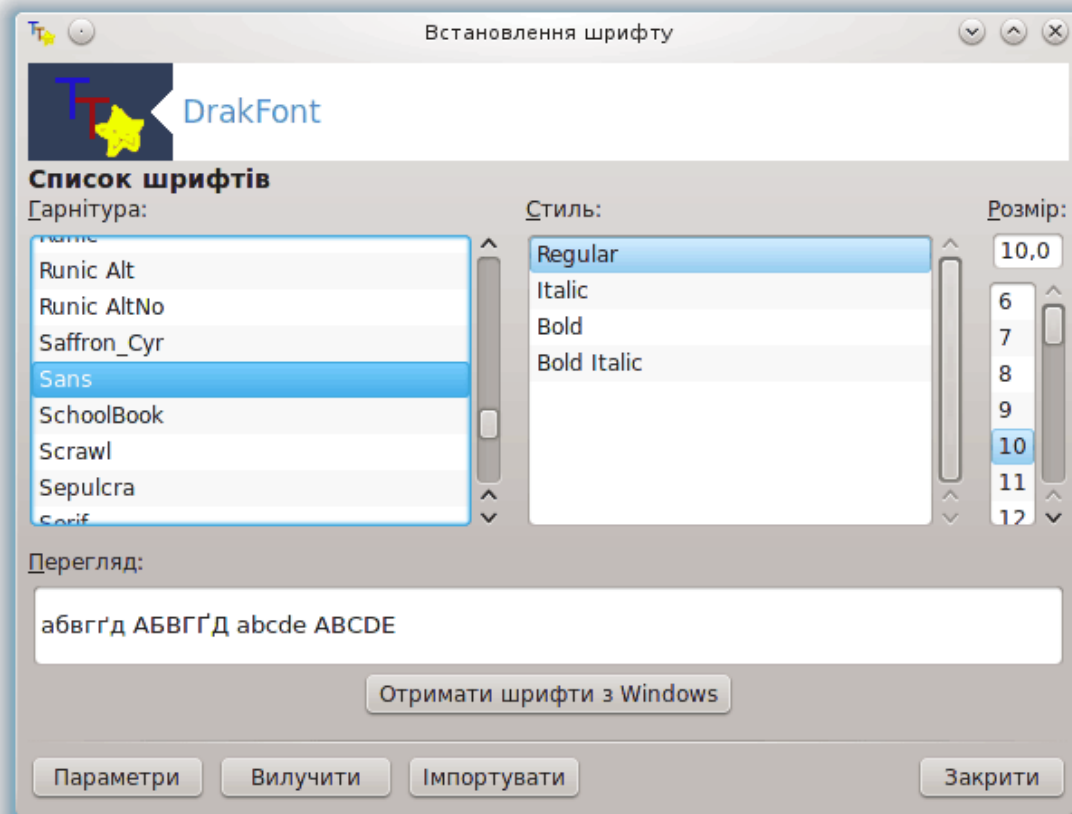 Встановлення шрифту
DrakFont
Список шрифтів
Гарнітура:
Стиль:
Розмір:
Runic
Runic Alt
Runic AltNo
Saffron_Cyr
Sans
SchoolBook
Scrawl
Sepulcra
Serif
Regular
Italic
Bold
Bold Italic
10,0
6
7
8
9
10
11
12
Перегляд:
абвгґд АБВГҐД abcde ABCDE
Отримати шрифти з Windows
Параметри
Вилучити
Імпортувати
Закрити